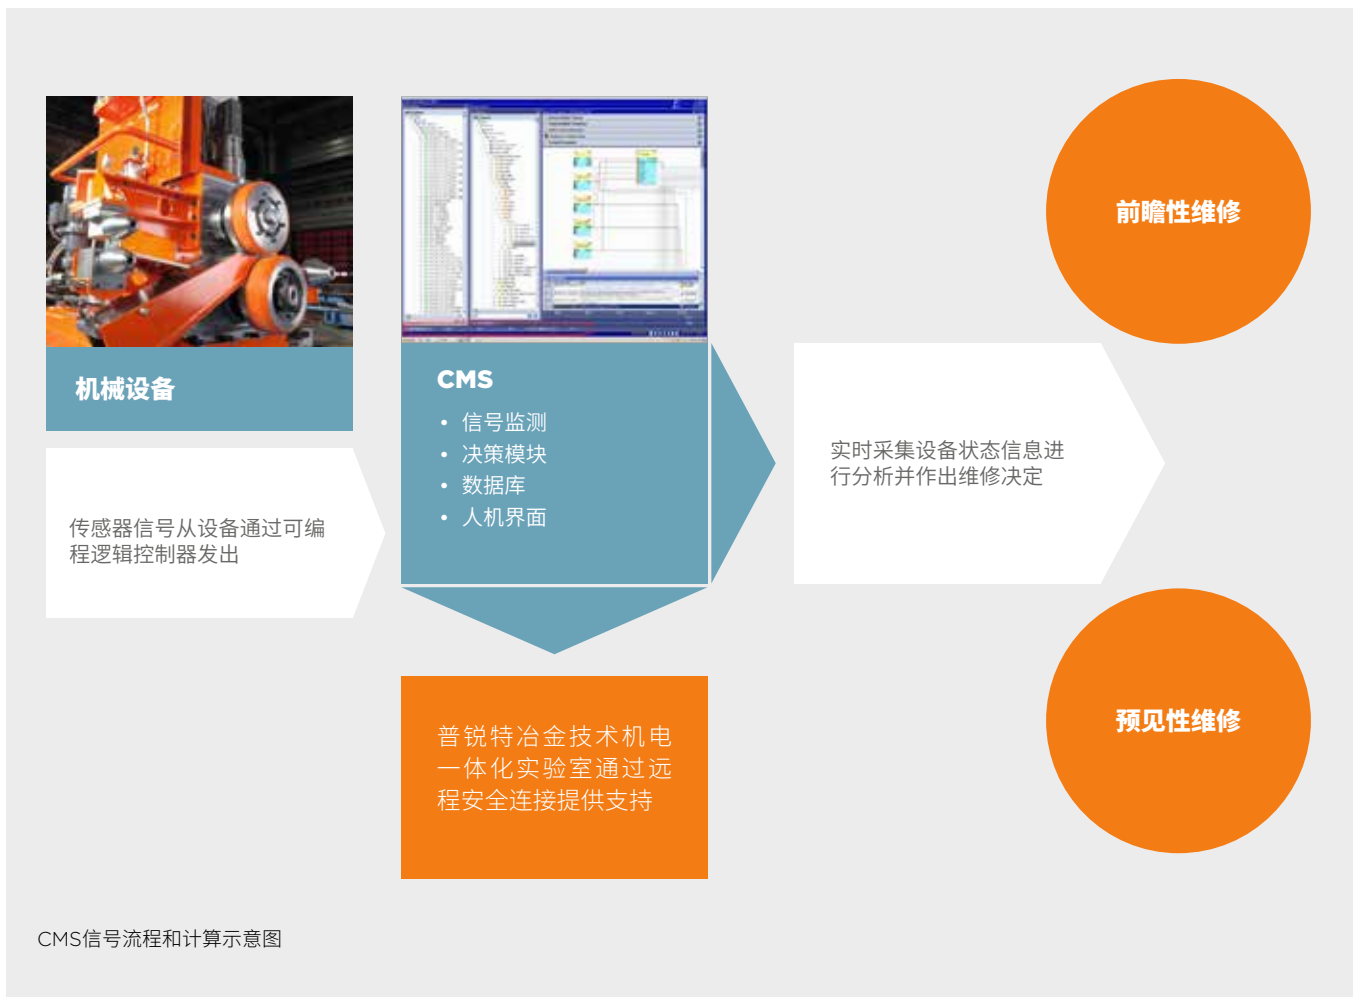 机械设备
传感器信号从设备通过可编
程逻辑控制器发出
CMS
• 信号监测
• 决策模块
• 数据库
• 人机界面
普锐特冶金技术机电
一体化实验室通过远
程安全连接提供支持
实时采集设备状态信息进
行分析并作出维修决定
前瞻性维修
预见性维修
CMS信号流程和计算示意图